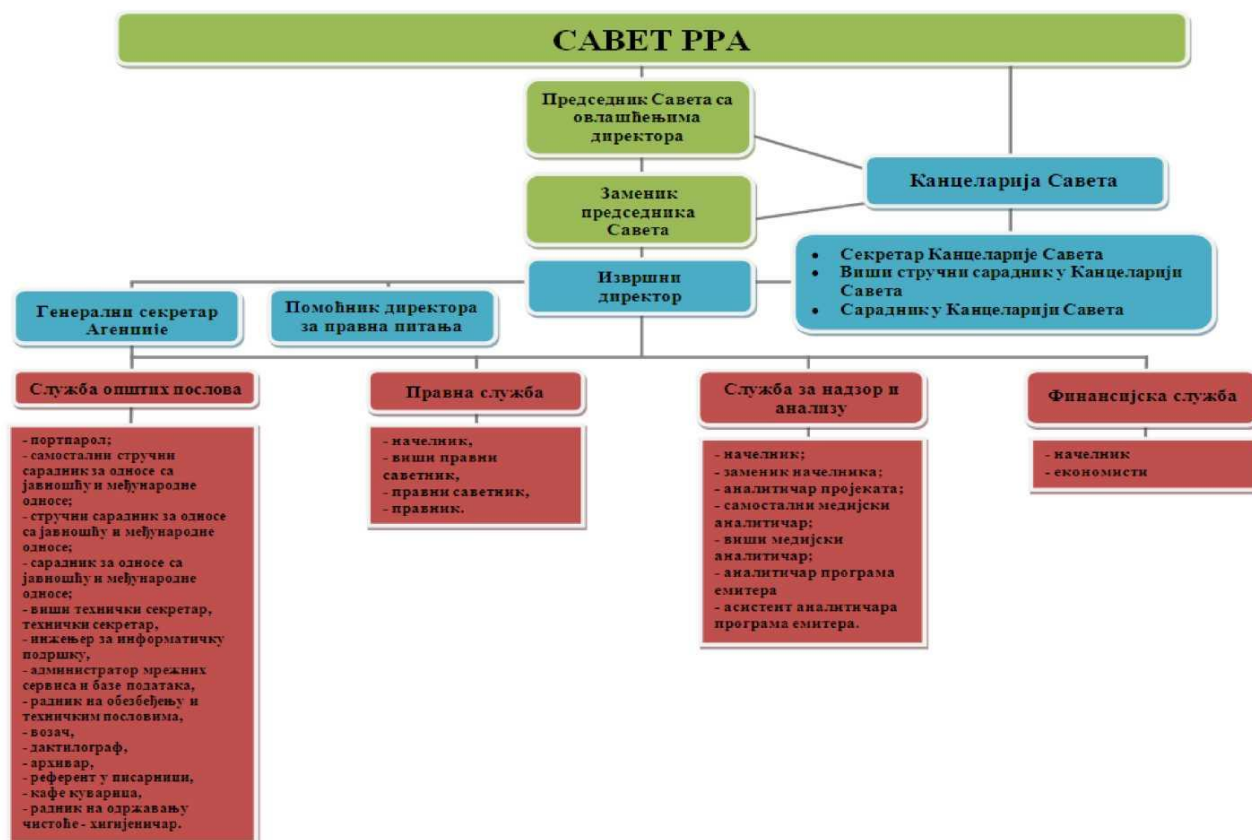 САВЕТ РРА
Председник Савета са
овлашћењима
директора
Канцеларија Савета
Заменик
председника
Савета
• Секретар Канцеларије Савета
• Виши стручни сарадник у Канцеларији
Савета
• Сарадник у Канцеларији Савета
Извршни
директор
Генерални секретар
Агенције
Помоћник директора
за правна питања
Служба општих послова
- портпарол;
- самостални стручни
сарадник за односе са
јавношћу и међународне
односе;
- стручни сарадник за односе
са јавношћу и међународне
односе;
- сарадник за односе са
јавношћу и међународне
односе;
- виши технички секретар,
технички секретар,
- инжењер за информатичку
подршку,
- администратор мрежних
сервиса и базе података,
- радник на обезбеђењу и
техничким пословима,
- возач,
- дактилограф,
- архивар,
- референт у писарници,
- кафе куварица,
- радник на одржавању
чистоће - хигијеничар.
Правна служба
- начелник,
- виши правни
саветник,
- правни саветник,
- правник.
Служба за надзор и
анализу
- начелник;
- заменик начелника;
- аналитичар пројеката;
- самостални медијски
аналитичар;
- виши медијски
аналитичар;
- аналитичар програма
емитера
- асистент аналитичара
програма емитера.
Финансијска служба
- начелник
- економисти